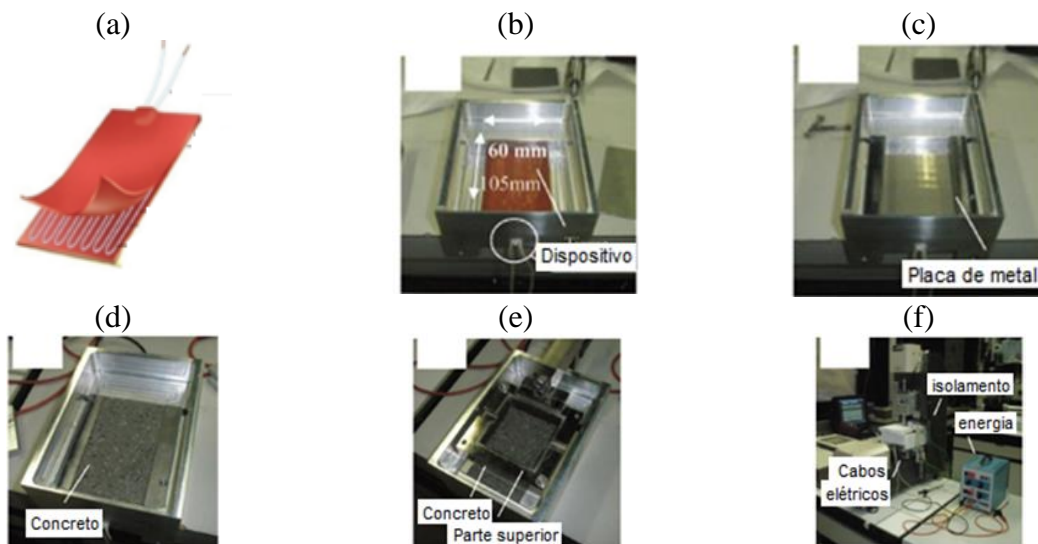 (a)
(b)
(c)
60 mm
105mm
Dispositivo
Placa de metal
(d)
(e)
(f)
Concreto
Concreto
Parte superior
isolamento
energia
Cabos
elétricos